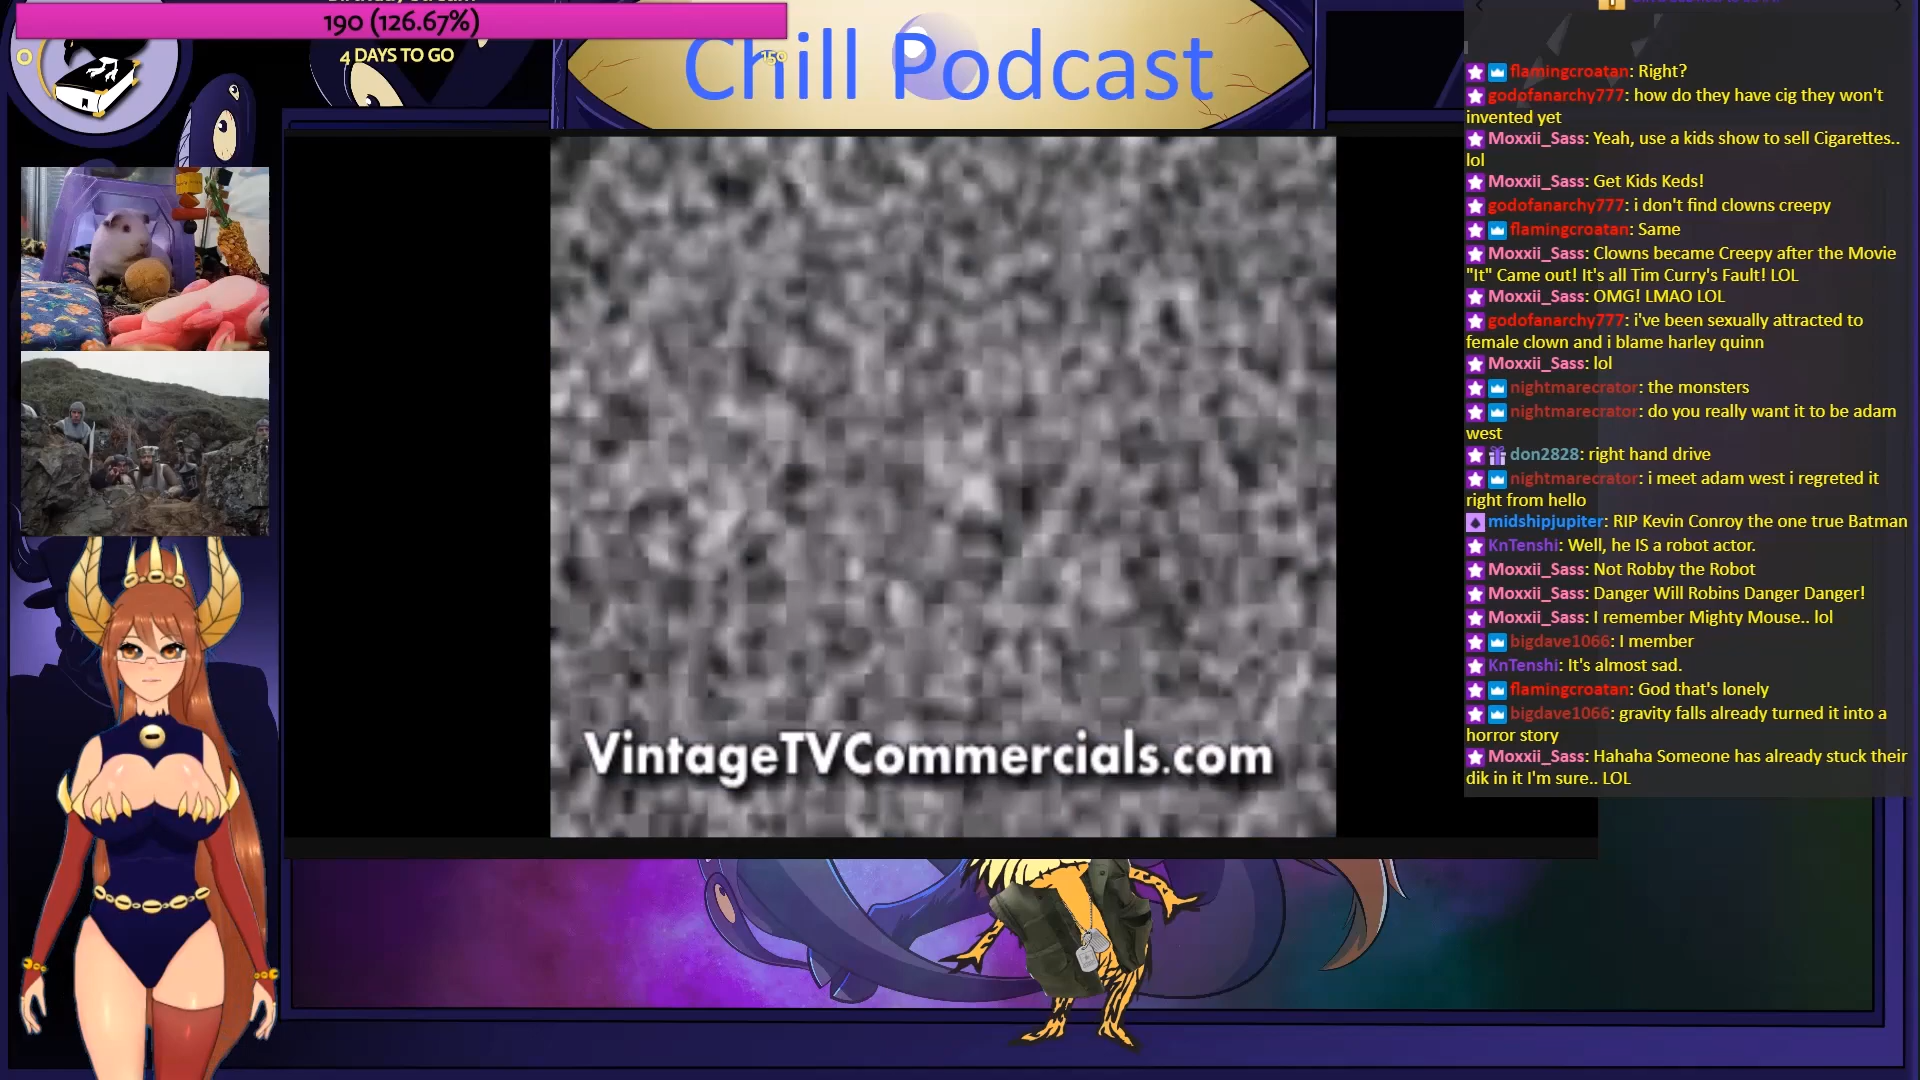 Birthday Stream
190 (126.67%)
0
150
4 DAYS TO GO
Chill Podcast
VintageTVCommercials.com
flamingcroatan: Right?
godofanarchy777: how do they have cig they won't
invented yet
Moxxii_Sass: Yeah, use a kids show to sell Cigarettes..
lol
Moxxii_Sass: Get Kids Keds!
godofanarchy777: i don't find clowns creepy
flamingcroatan: Same
Moxxii_Sass: Clowns became Creepy after the Movie
"It" Came out! It's all Tim Curry's Fault! LOL
Moxxii_Sass: OMG! LMAO LOL
godofanarchy777: i've been sexually attracted to
female clown and i blame harley quinn
Moxxii_Sass: lol
nightmarecrator: the monsters
nightmarecrator: do you really want it to be adam
west
don2828: right hand drive
nightmarecrator: i meet adam west i regreted it
right from hello
midshipjupiter: RIP Kevin Conroy the one true Batman
KnTenshi: Well, he IS a robot actor.
Moxxii_Sass: Not Robby the Robot
Moxxii_Sass: Danger Will Robins Danger Danger!
Moxxii_Sass: I remember Mighty Mouse.. lol
bigdave1066: I member
KnTenshi: It's almost sad.
flamingcroatan: God that's lonely
bigdave1066: gravity falls already turned it into a
horror story
Moxxii_Sass: Hahaha Someone has already stuck their
dik in it I'm sure.. LOL